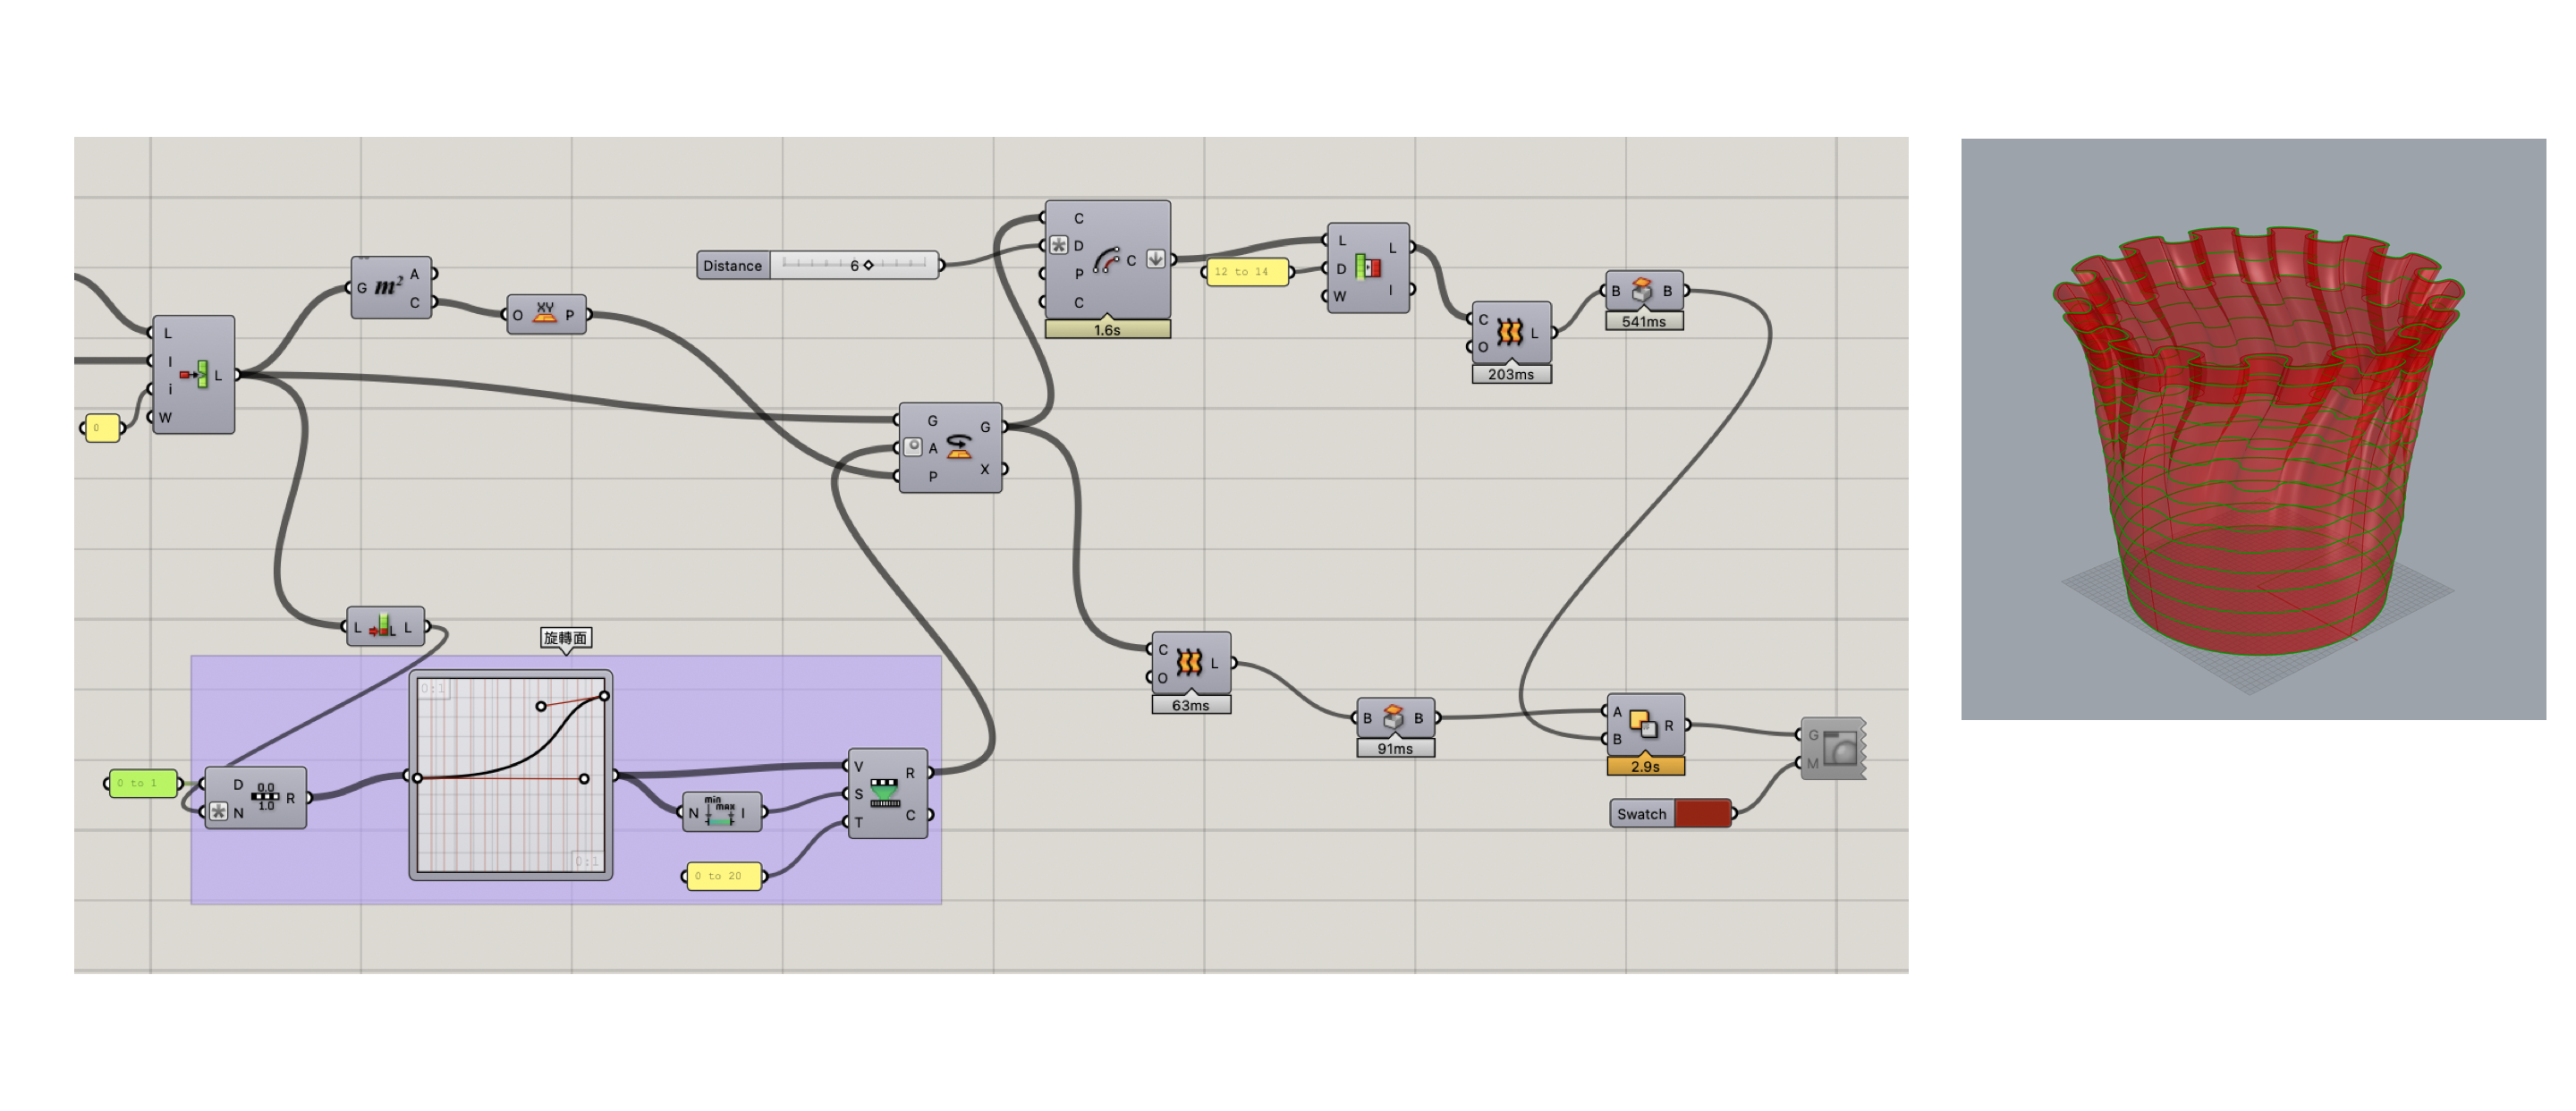 L
I
i
W
L
0
G
m²
A
C
O
XY
P
Distance
6
C
D
P
C
C
1.6s
12 to 14
L
D
W
L
I
C
O
L
203ms
B
B
541ms
G
A
P
G
X
L
L
旋轉面
0 to 1
D
N
0.0
1.0
R
0:1
0:1
N
min
max
I
0 to 20
V
S
T
R
C
C
O
L
63ms
B
B
91ms
A
B
R
2.9s
G
M
Swatch